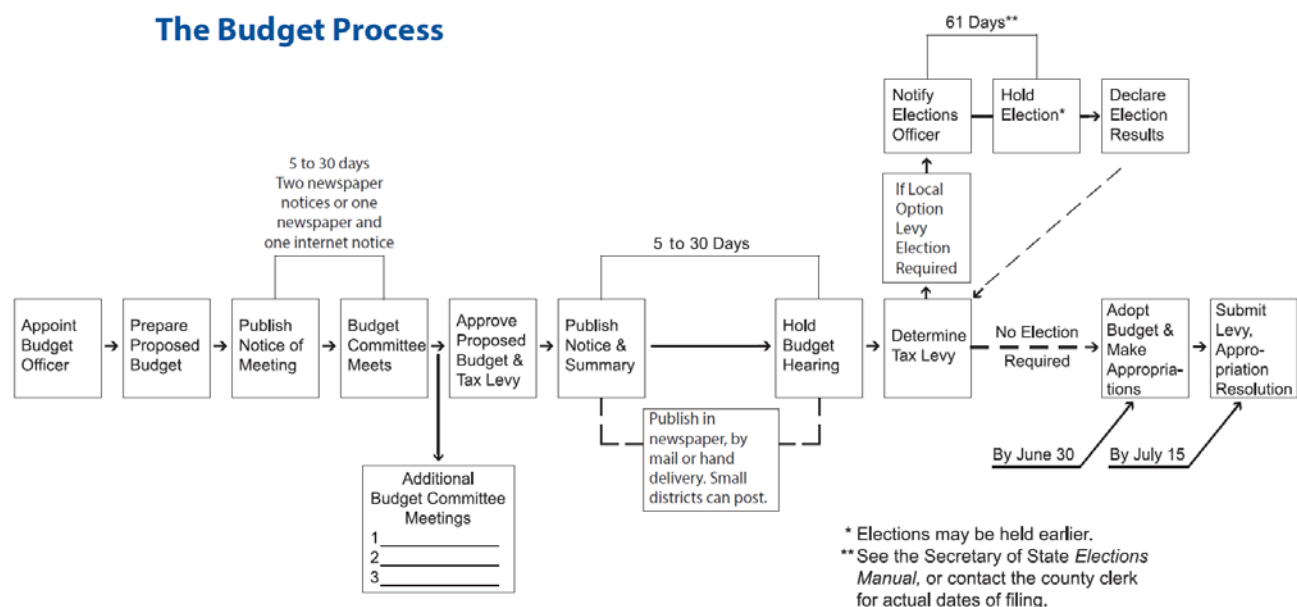 The Budget Process
61 Days**
Notify
Elections
Officer
Hold
Election*
Declare
Election
Results
5 to 30 days
Two newspaper
notices or one
newspaper and
one internet notice
If Local
Option
Levy
Election
Required
5 to 30 Days
Appoint
Budget
Officer
Prepare
Proposed
Budget
Publish
Notice of
Meeting
Budget
Committee
Meets
Approve
Proposed
Budget &
Tax Levy
Publish
Notice &
Summary
Hold
Budget
Hearing
Determine
Tax Levy
No Election
Required
Adopt
Budget &
Make
Appropria-
tions
Submit
Levy,
Appro-
priation
Resolution
Publish in
newspaper, by
mail or hand
delivery. Small
districts can post.
By June 30
By July 15
Additional
Budget Committee
Meetings
1
2
3
* Elections may be held earlier.
** See the Secretary of State Elections
Manual, or contact the county clerk
for actual dates of filing.